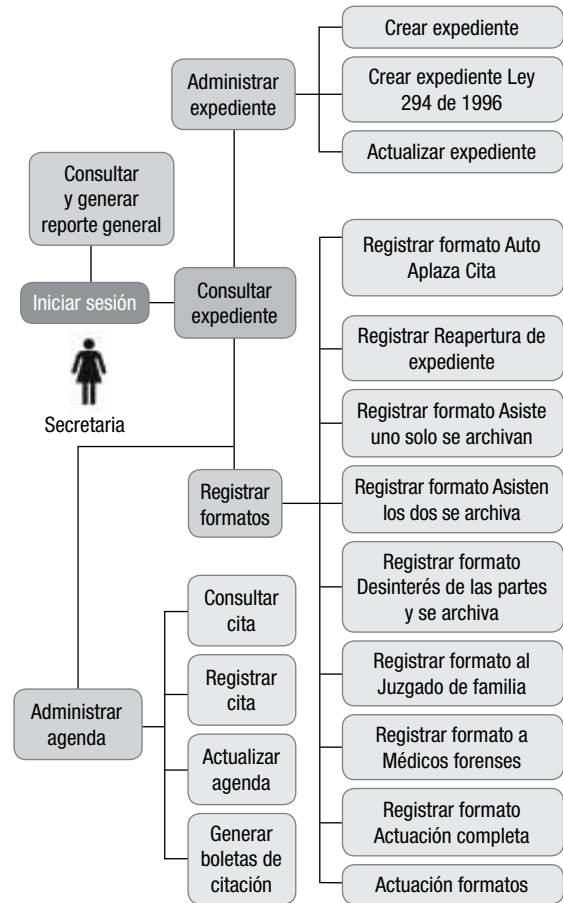 Crear expediente
Administrar
expediente
Crear expediente Ley
294 de 1996
Actualizar expediente
Consultar
y generar
reporte general
Iniciar sesión
Consultar
expediente
Secretaria
Registrar formato Auto
Aplaza Cita
Registrar Reapertura de
expediente
Registrar formato Asiste
uno solo se archivan
Registrar
formatos
Registrar formato Asisten
los dos se archiva
Registrar formato
Desinterés de las partes
y se archiva
Registrar formato al
Juzgado de familia
Registrar formato a
Médicos forenses
Registrar formato
Actuación completa
Actuación formatos
Administrar
agenda
Consultar
cita
Registrar
cita
Actualizar
agenda
Generar
boletas de
citación